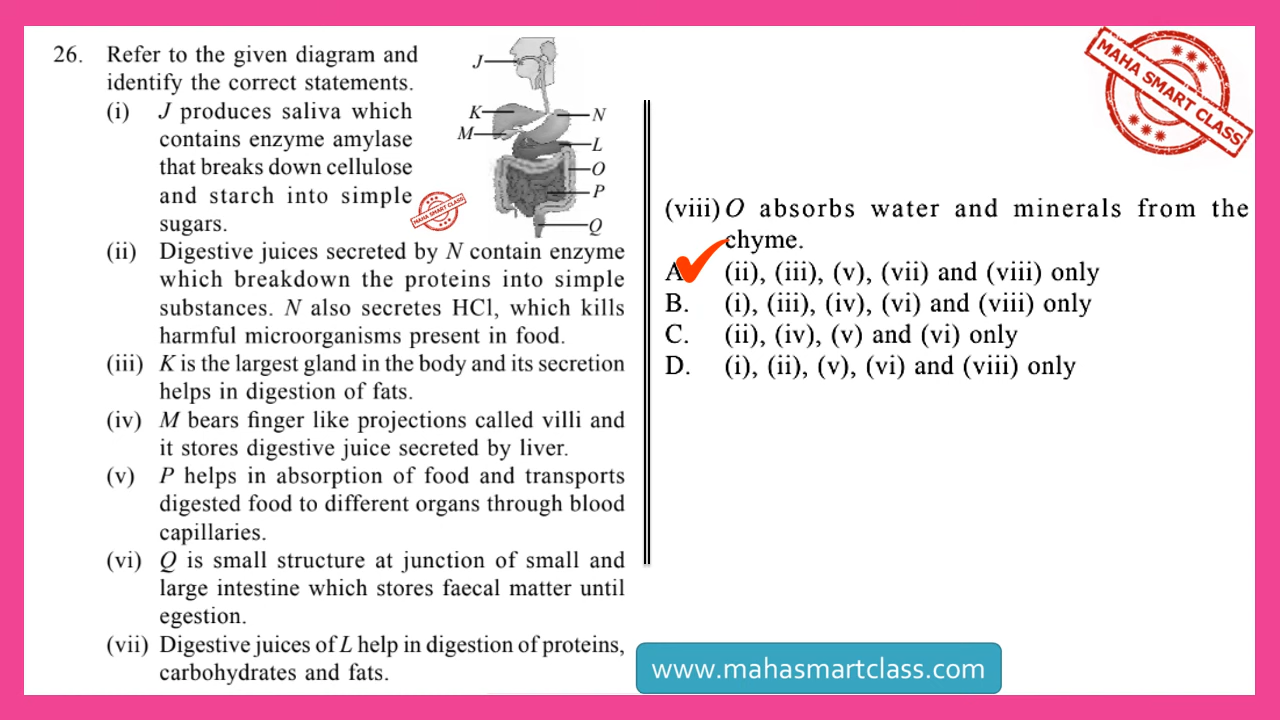 26. Refer to the given diagram and
identify the correct statements.
(i) J produces saliva which
contains enzyme amylase
that breaks down cellulose
and starch into simple
sugars.
(ii) Digestive juices secreted by N contain enzyme
which breakdown the proteins into simple
substances. N also secretes HCl, which kills
harmful microorganisms present in food.
(iii) K is the largest gland in the body and its secretion
helps in digestion of fats.
(iv) M bears finger like projections called villi and
it stores digestive juice secreted by liver.
(v) P helps in absorption of food and transports
digested food to different organs through blood
capillaries.
(vi) Q is small structure at junction of small and
large intestine which stores faecal matter until
egestion.
(vii) Digestive juices of L help in digestion of proteins,
carbohydrates and fats.
J
K
M
N
L
O
P
Q
MAHA SMART CLASS
MAHA SMART CLASS
(viii) O absorbs water and minerals from the
chyme.
A. (ii), (iii), (v), (vii) and (viii) only
B. (i), (iii), (iv), (vi) and (viii) only
C. (ii), (iv), (v) and (vi) only
D. (i), (ii), (v), (vi) and (viii) only
www.mahasmartclass.com